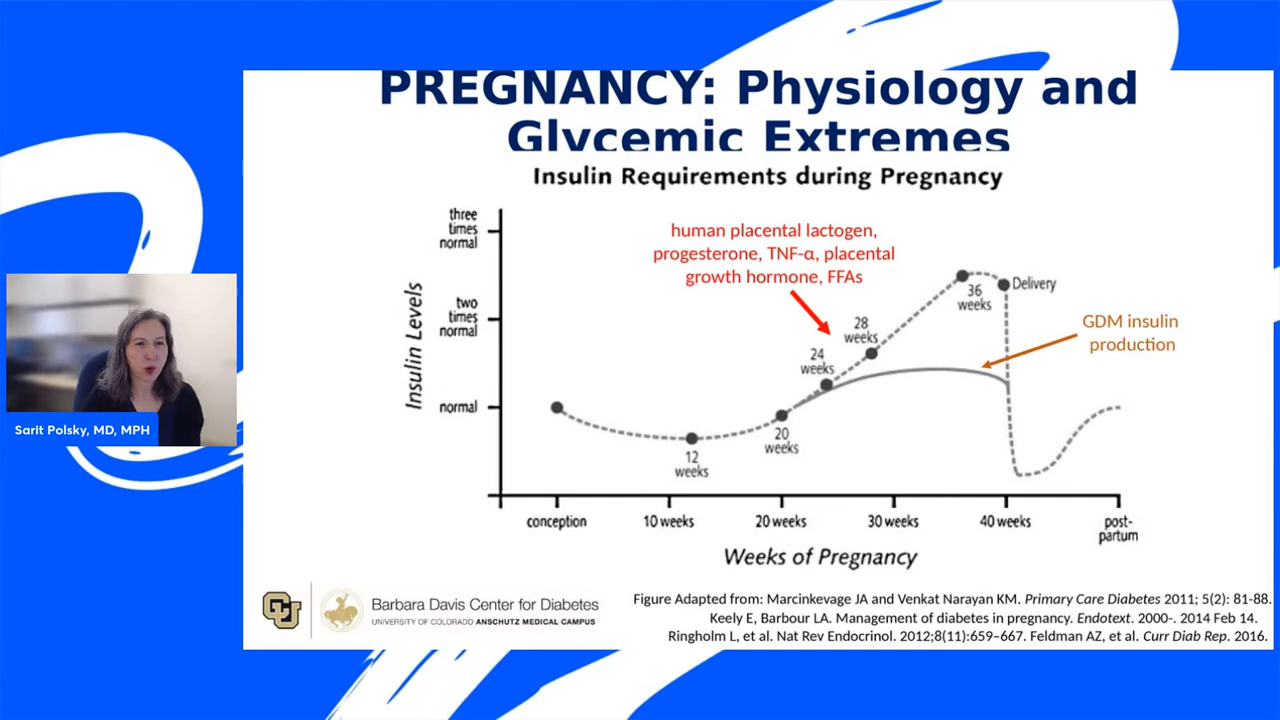 PREGNANCY: Physiology and
Glycemic Extremes
Insulin Requirements during Pregnancy
three
times
normal
two
times
normal
normal
Insulin Levels
human placental lactogen,
progesterone, TNF-α, placental
growth hormone, FFAs
12
weeks
20
weeks
24
weeks
28
weeks
36
weeks
Delivery
GDM insulin
production
conception
10 weeks
20 weeks
30 weeks
40 weeks
post-
partum
Weeks of Pregnancy
Sarit Polsky, MD, MPH
CU
Barbara Davis Center for Diabetes
UNIVERSITY OF COLORADO ANSCHUTZ MEDICAL CAMPUS
Figure Adapted from: Marcinkevage JA and Venkat Narayan KM. Primary Care Diabetes 2011; 5(2): 81-88.
Keely E, Barbour LA. Management of diabetes in pregnancy. Endotext. 2000-. 2014 Feb 14.
Ringholm L, et al. Nat Rev Endocrinol. 2012;8(11):659–667. Feldman AZ, et al. Curr Diab Rep. 2016.